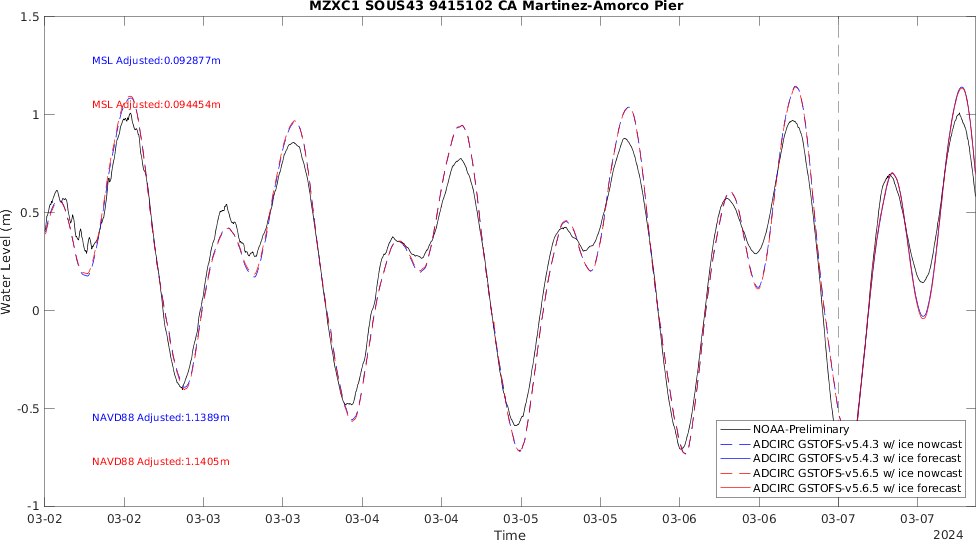 MZXC1 SOUS43 9415102 CA Martinez-Amorco Pier
1.5
MSL Adjusted:0.092877m
MSL Adjusted:0.094454m
1
0.5
Water Level (m)
0
-0.5
NAVD88 Adjusted:1.1389m
NAVD88 Adjusted:1.1405m
NOAA-Preliminary
ADCIRC GSTOFS-v5.4.3 w/ ice nowcast
ADCIRC GSTOFS-v5.4.3 w/ ice forecast
ADCIRC GSTOFS-v5.6.5 w/ ice nowcast
ADCIRC GSTOFS-v5.6.5 w/ ice forecast
-1
03-02 03-02 03-03 03-03 03-04 03-04 03-05 03-05 03-06 03-06 03-07 03-07
Time
2024